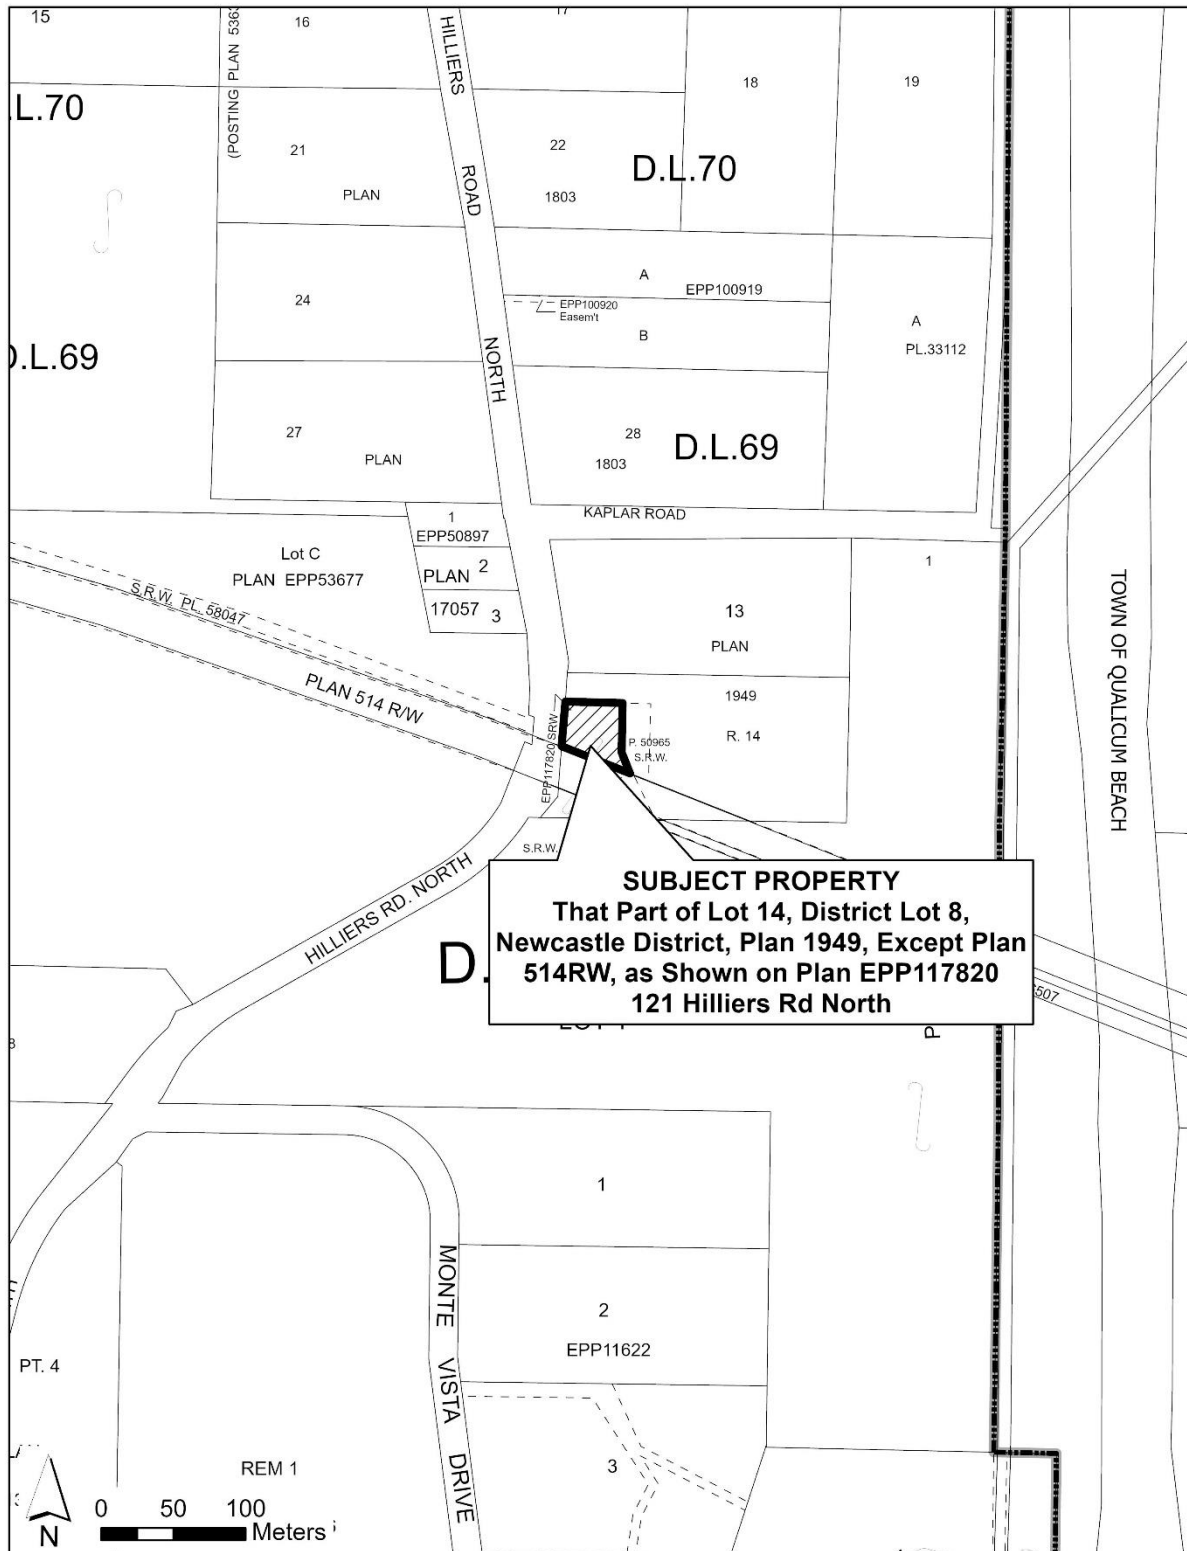 15
16
17
18
19
(POSTING PLAN 5363
HILLIERS ROAD NORTH
.L.70
21
PLAN
22
1803
D.L.70
24
A
EPP100919
EPP100920
Easem't
B
A
PL.33112
.L.69
27
PLAN
28
1803
D.L.69
KAPLAR ROAD
1
EPP50897
PLAN 2
17057 3
Lot C
PLAN EPP53677
S.R.W. PL. 58047
PLAN 514 R/W
13
PLAN
1949
R. 14
1
TOWN OF QUALICUM BEACH
EPP117820 SRW
P. 50965
S.R.W.
S.R.W.
HILLIERS RD. NORTH
D.
SUBJECT PROPERTY
That Part of Lot 14, District Lot 8,
Newcastle District, Plan 1949, Except Plan
514RW, as Shown on Plan EPP117820
121 Hilliers Rd North
P
1
2
EPP11622
3
MONTE VISTA DRIVE
PT. 4
REM 1
N
0 50 100
Meters